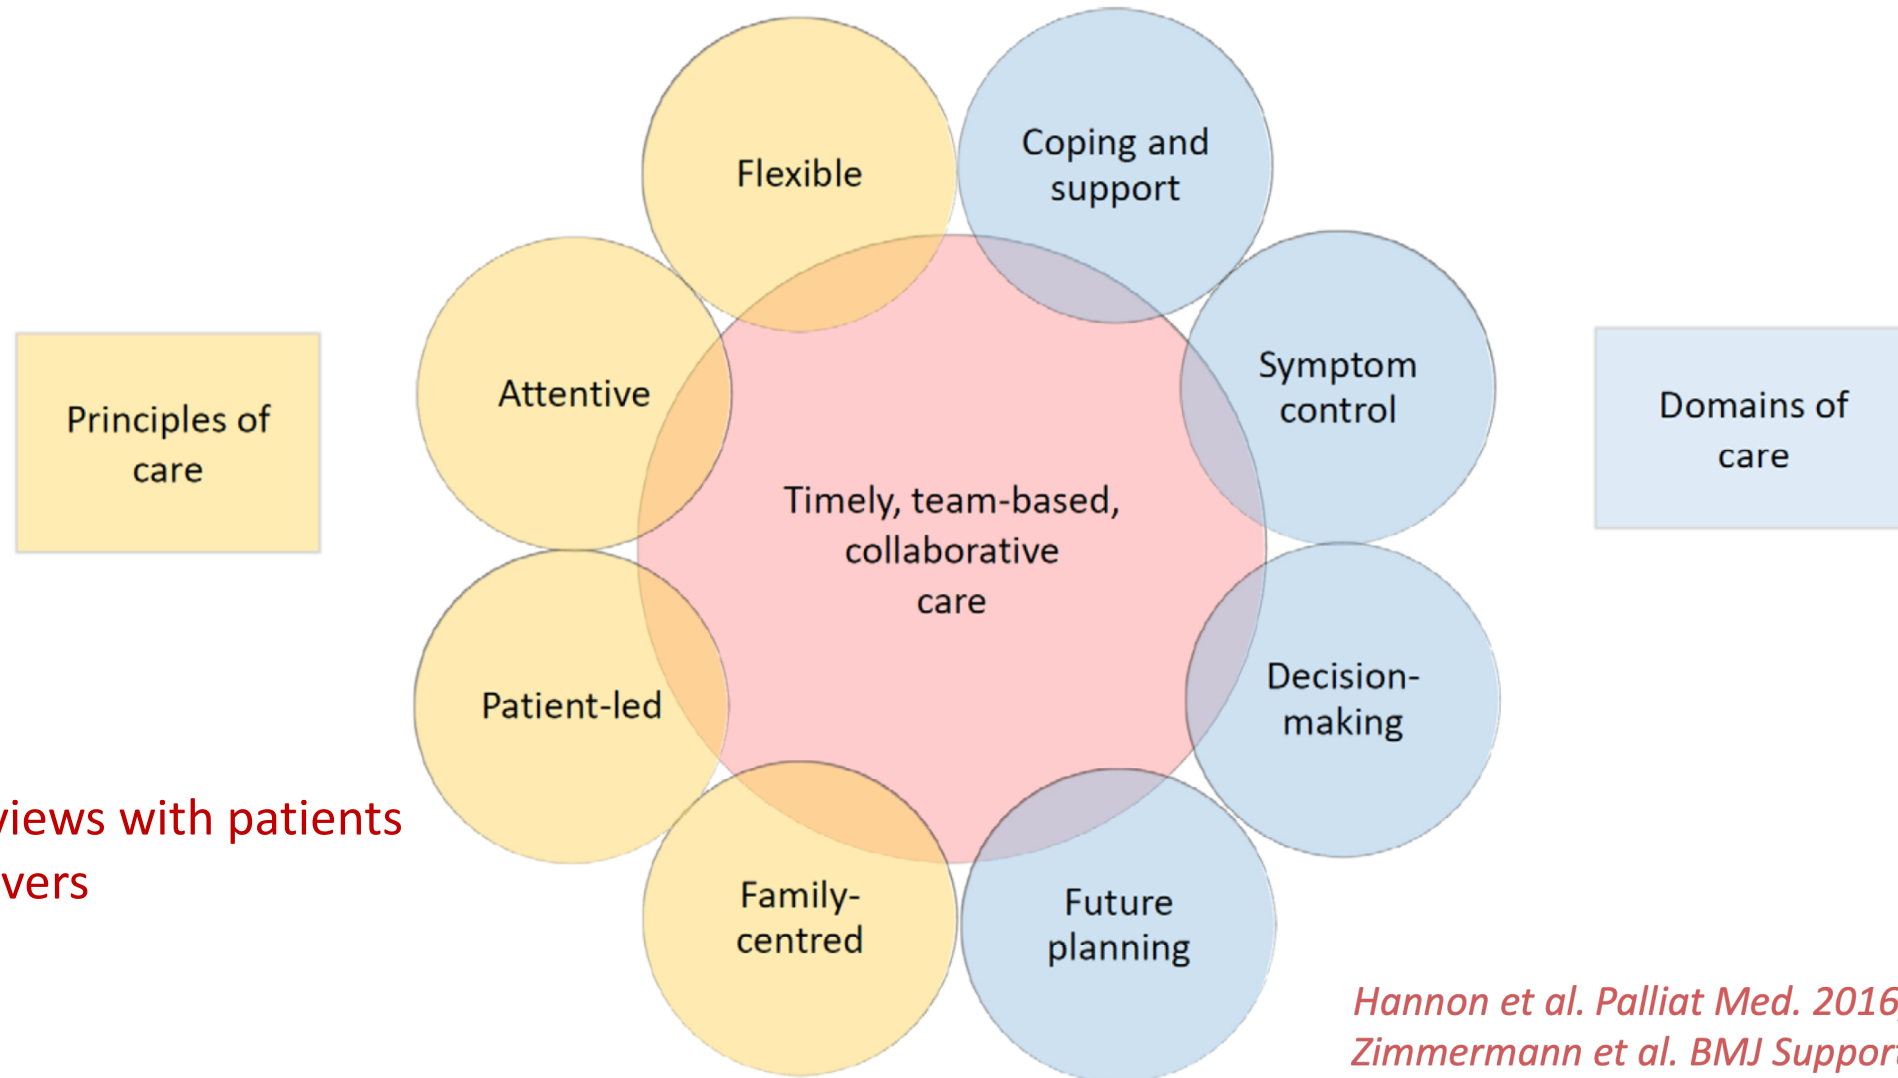 Flexible
Coping and
support
Attentive
Symptom
control
Principles of
care
Domains of
care
Timely, team-based,
collaborative
care
Patient-led
Decision-
making
views with patients
vers
Family-
centred
Future
planning
Hannon et al. Palliat Med. 2016
Zimmermann et al. BMJ Support